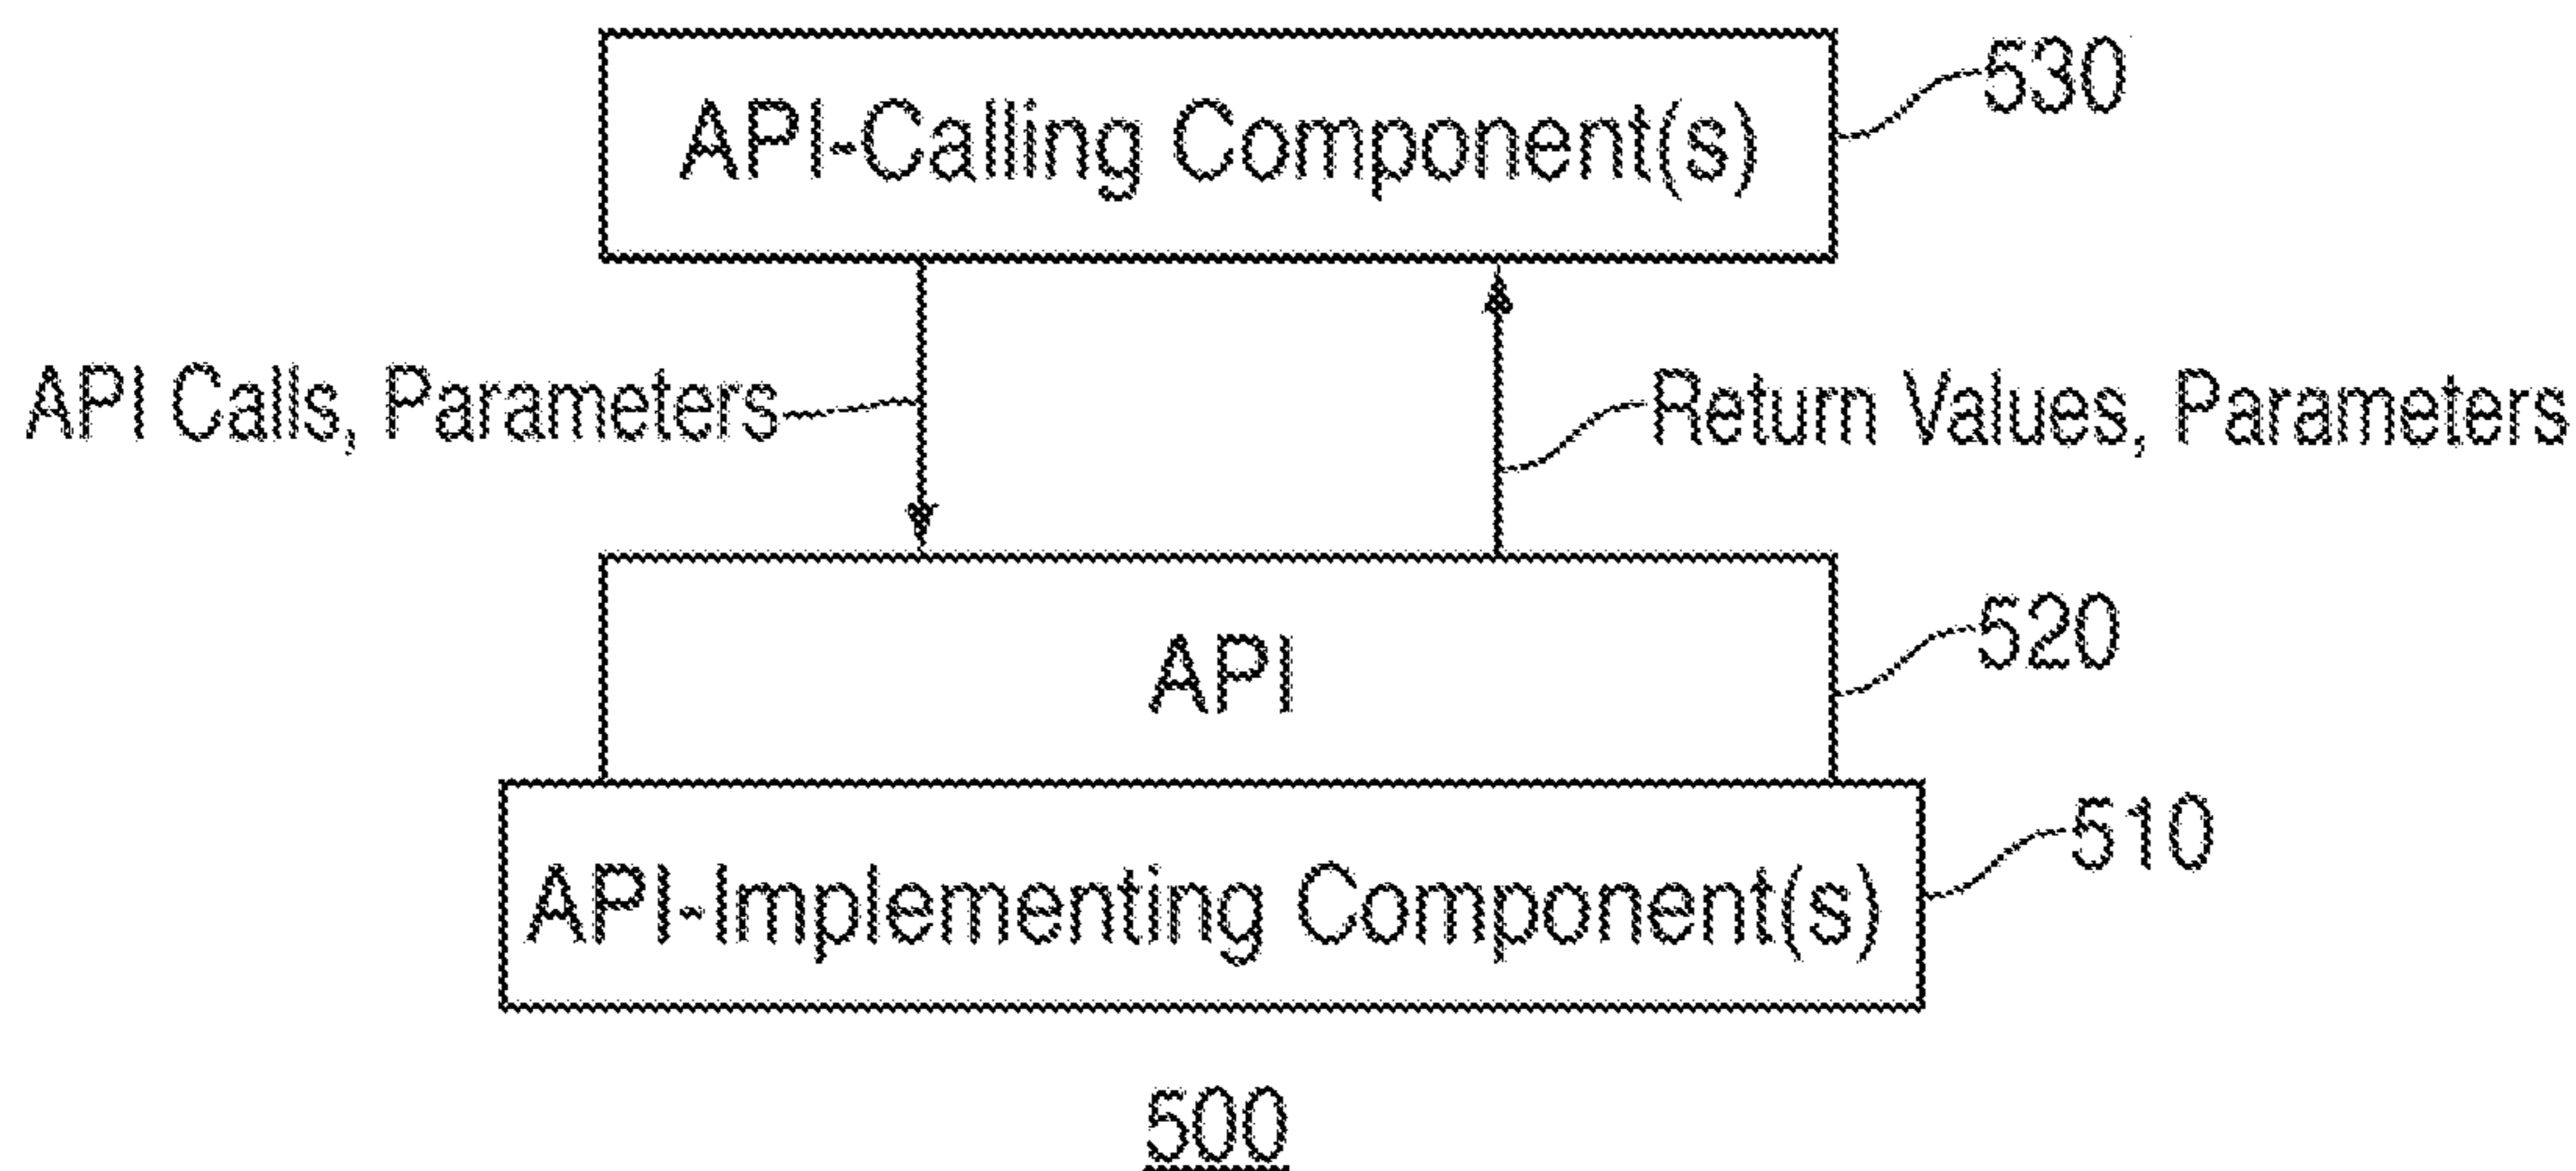 530
API-Calling Component(s)
API Calls, Parameters
Return Values, Parameters
520
API
510
API-Implementing Component(s)
500